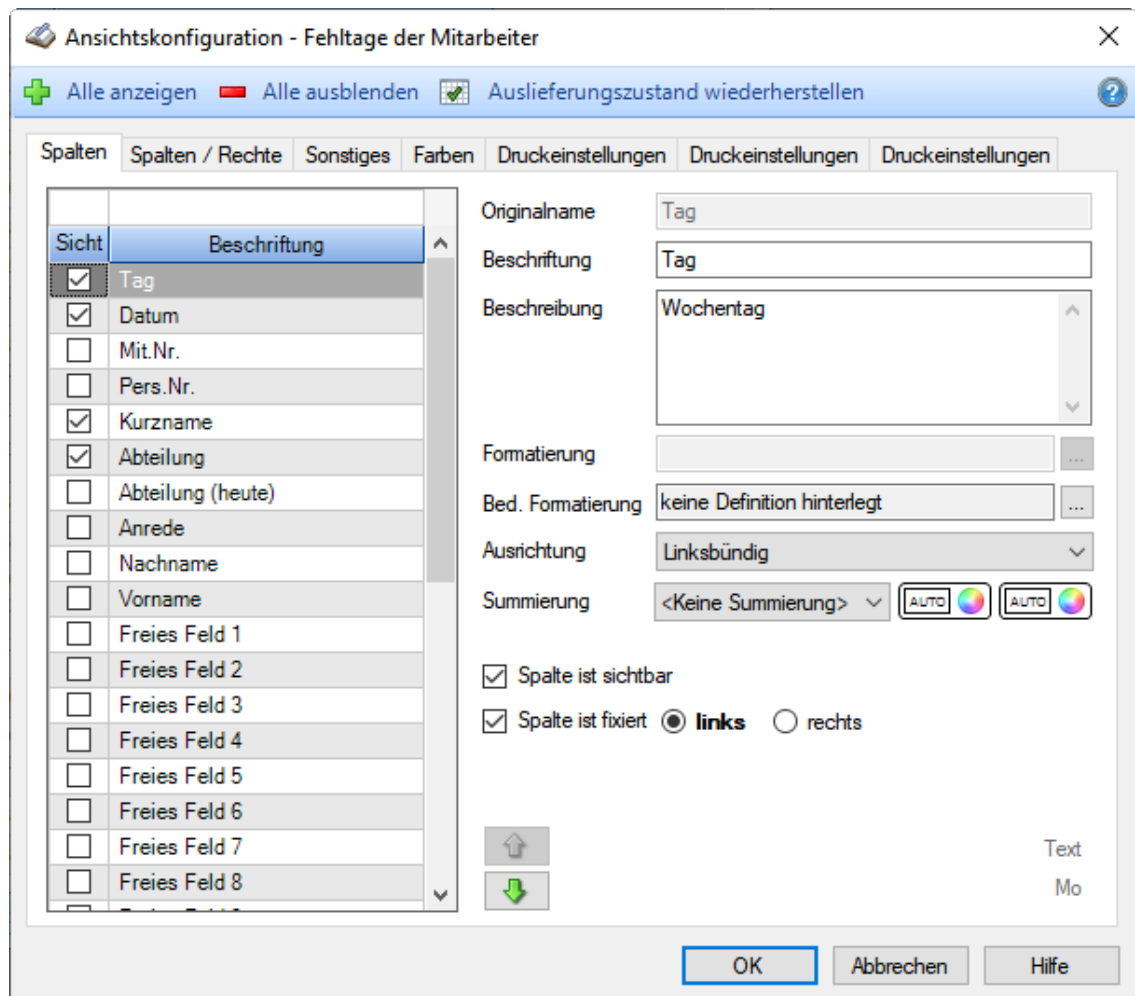 Ansichtskonfiguration - Fehltage der Mitarbeiter
Alle anzeigen Alle ausblenden Auslieferungszustand wiederherstellen
Spalten Spalten / Rechte Sonstiges Farben Druckeinstellungen Druckeinstellungen Druckeinstellungen
Sicht Beschriftung
Tag
Datum
Mit.Nr.
Pers.Nr.
Kurzname
Abteilung
Abteilung (heute)
Anrede
Nachname
Vorname
Freies Feld 1
Freies Feld 2
Freies Feld 3
Freies Feld 4
Freies Feld 5
Freies Feld 6
Freies Feld 7
Freies Feld 8
Originalname Tag
Beschriftung Tag
Beschreibung Wochentag
Formatierung ...
Bed. Formatierung keine Definition hinterlegt ...
Ausrichtung Linksbündig
Summierung <Keine Summierung> AUTO AUTO
Spalte ist sichtbar
Spalte ist fixiert links rechts
Text
Mo
OK Abbrechen Hilfe